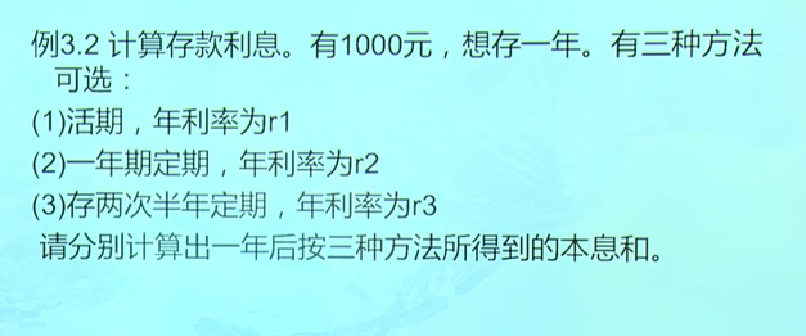 例3.2 计算存款利息。有1000元，想存一年。有三种方法
可选：
(1)活期，年利率为r1
(2)一年期定期，年利率为r2
(3)存两次半年定期，年利率为r3
请分别计算出一年后按三种方法所得到的本息和。